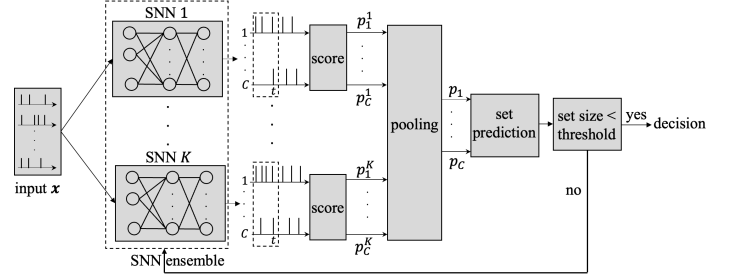 SNN 1
1
C
t
score
p_1^1
p_C^1
input x
SNN K
1
C
t
score
p_1^K
p_C^K
SNN ensemble
pooling
p_1
p_C
set
prediction
set size <
threshold
yes
decision
no